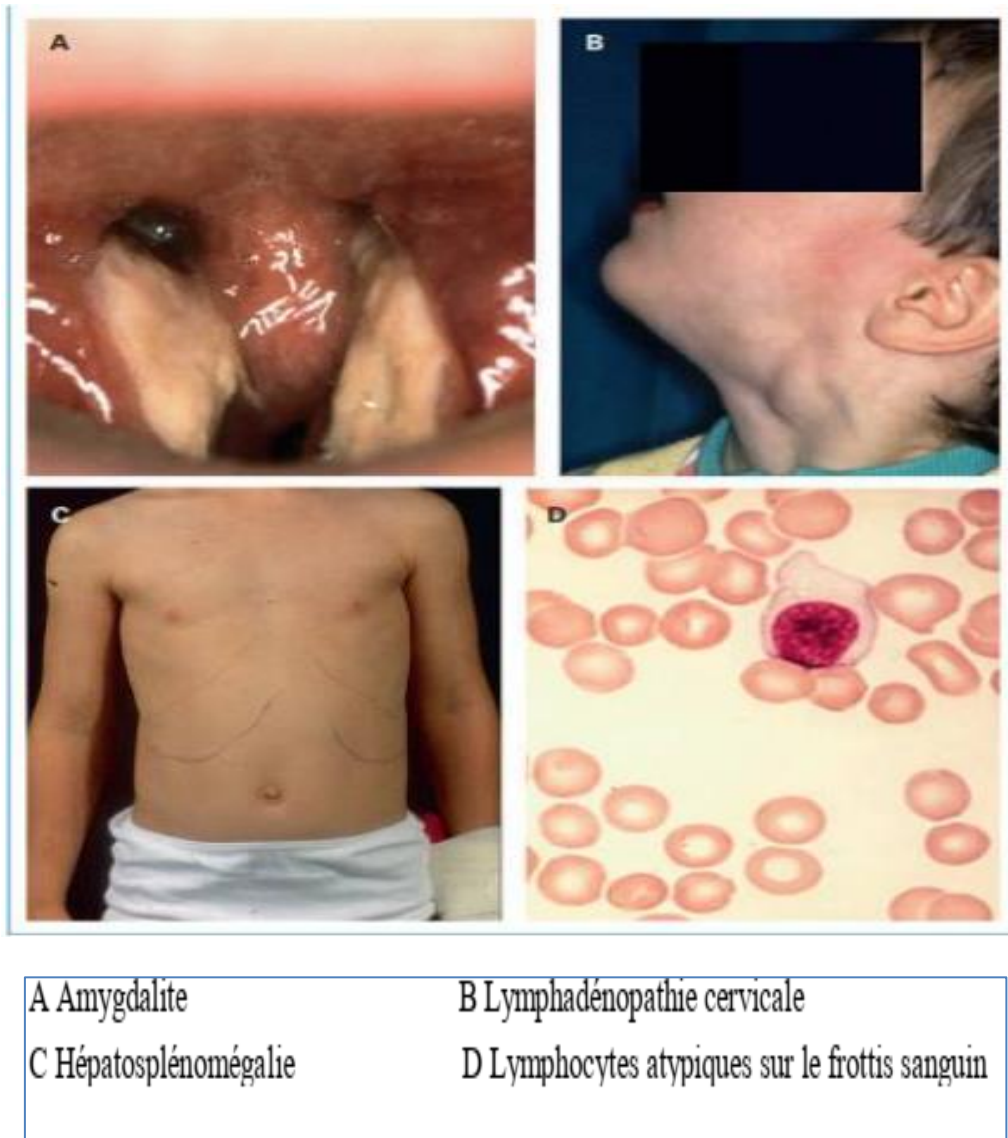 A
B
C
D
A Amygdalite B Lymphadénopathie cervicale
C Hépatosplénomégalie D Lymphocytes atypiques sur le frottis sanguin